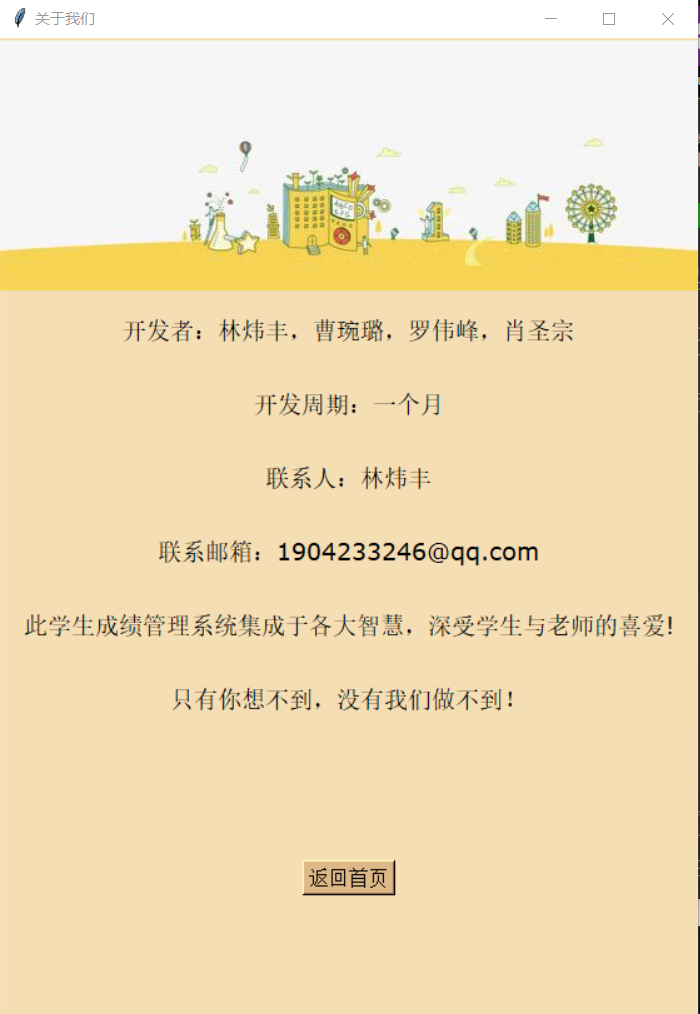 关于我们
开发者：林炜丰，曹琬璐，罗伟峰，肖圣宗
开发周期：一个月
联系人：林炜丰
联系邮箱：1904233246@qq.com
此学生成绩管理系统集成于各大智慧，深受学生与老师的喜爱!
只有你想不到，没有我们做不到！
返回首页